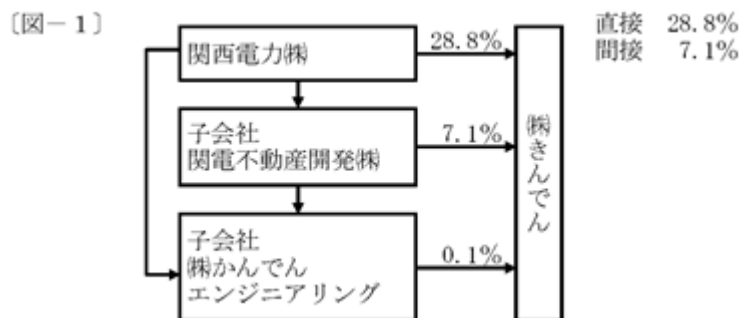 〔図－1〕
関西電力㈱
28.8%
直接 28.8%
間接 7.1%
子会社
関電不動産開発㈱
7.1%
㈱きんでん
子会社
㈱かんでん
エンジニアリング
0.1%